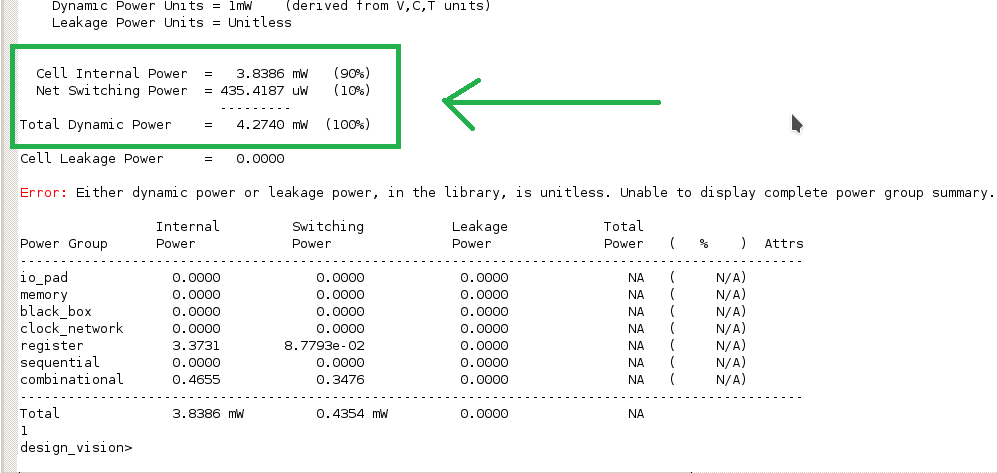 Dynamic Power Units = 1mW    (derived from V,C,T units)
Leakage Power Units = Unitless
Cell Internal Power  =   3.8386 mW   (90%)
Net Switching Power  = 435.4187 uW   (10%)
---------
Total Dynamic Power    =   4.2740 mW  (100%)
Cell Leakage Power     =   0.0000
Error: Either dynamic power or leakage power, in the library, is unitless. Unable to display complete power group summary.
Internal         Switching           Leakage            Total
Power Group      Power            Power               Power              Power   (   %    )  Attrs
--------------------------------------------------------------------------------------------------
io_pad             0.0000            0.0000            0.0000               NA   (     N/A)
memory             0.0000            0.0000            0.0000               NA   (     N/A)
black_box          0.0000            0.0000            0.0000               NA   (     N/A)
clock_network      0.0000            0.0000            0.0000               NA   (     N/A)
register           3.3731        8.7793e-02            0.0000               NA   (     N/A)
sequential         0.0000            0.0000            0.0000               NA   (     N/A)
combinational      0.4655            0.3476            0.0000               NA   (     N/A)
--------------------------------------------------------------------------------------------------
Total              3.8386 mW         0.4354 mW         0.0000               NA
1
design_vision>